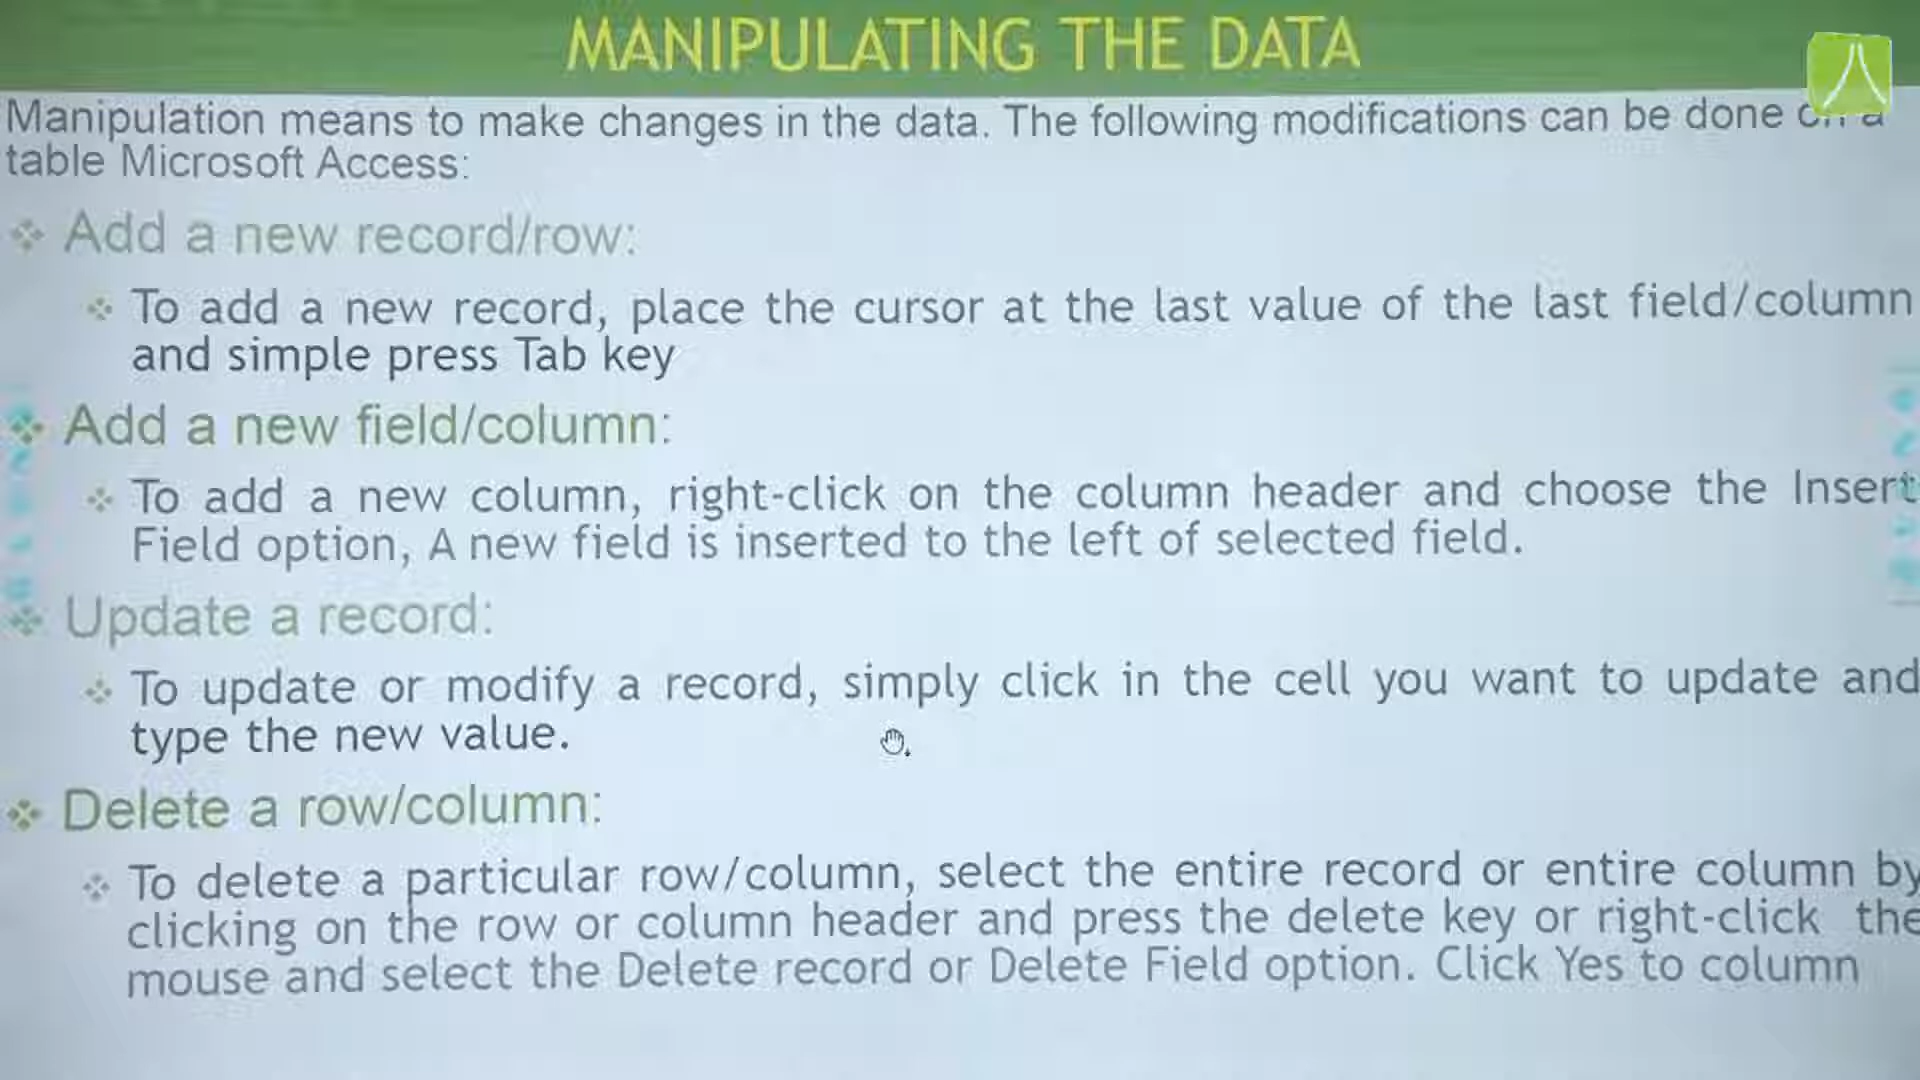 MANIPULATING THE DATA
Manipulation means to make changes in the data. The following modifications can be done on a
table Microsoft Access:
Add a new record/row:
To add a new record, place the cursor at the last value of the last field/column
and simple press Tab key
Add a new field/column:
To add a new column, right-click on the column header and choose the Insert
Field option, A new field is inserted to the left of selected field.
Update a record:
To update or modify a record, simply click in the cell you want to update and
type the new value.
Delete a row/column:
To delete a particular row/column, select the entire record or entire column by
clicking on the row or column header and press the delete key or right-click the
mouse and select the Delete record or Delete Field option. Click Yes to column